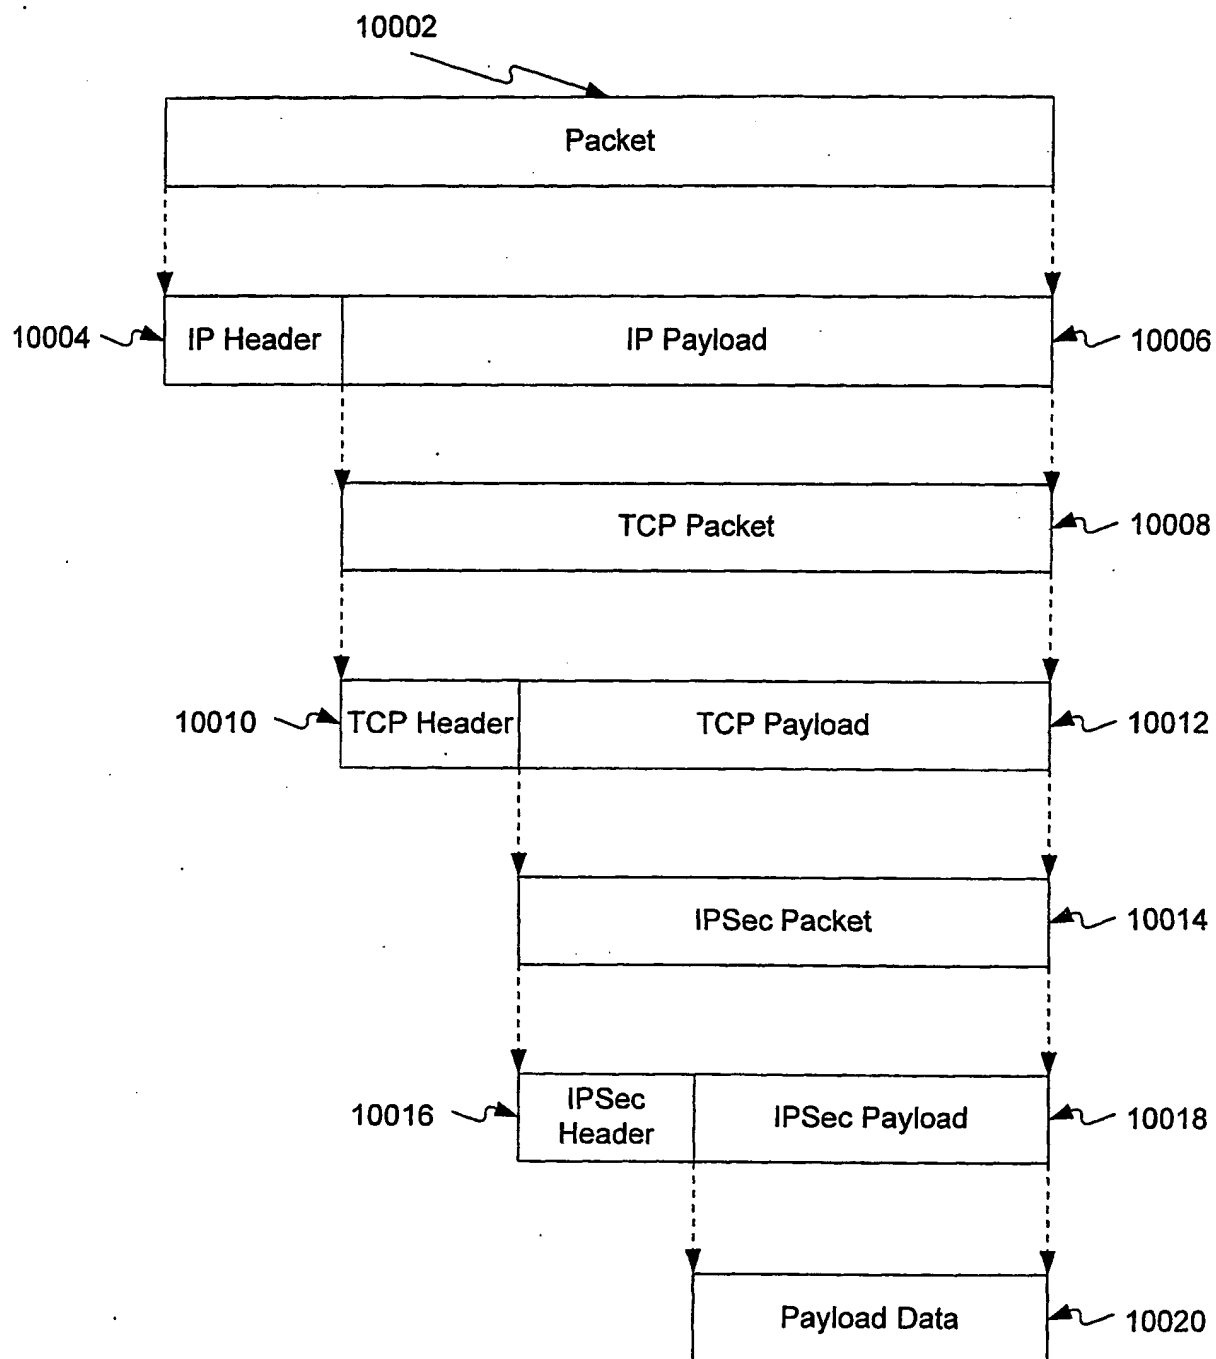 10002
Packet
10004
IP Header
IP Payload
10006
TCP Packet
10008
10010
TCP Header
TCP Payload
10012
IPSec Packet
10014
10016
IPSec
Header
IPSec Payload
10018
Payload Data
10020